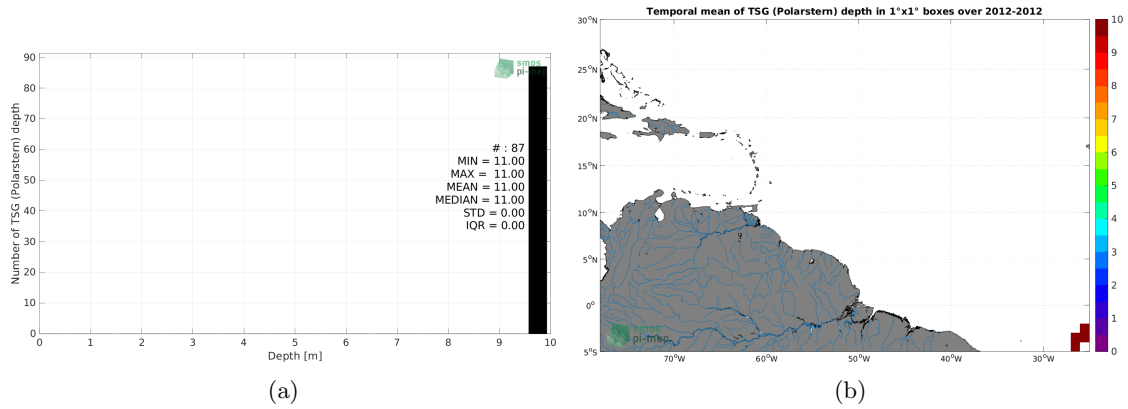 90
80
70
60
50
40
30
20
10
0
Number of TSG (Polarstern) depth
smos
pi-mep
# : 87
MIN = 11.00
MAX = 11.00
MEAN = 11.00
MEDIAN = 11.00
STD = 0.00
IQR = 0.00
0 1 2 3 4 5 6 7 8 9 10
Depth [m]
(a)
Temporal mean of TSG (Polarstern) depth in 1°x1° boxes over 2012-2012
30°N
25°N
20°N
15°N
10°N
5°N
0°
5°S
smos
pi-mep
70°W 60°W 50°W 40°W 30°W
10
9
8
7
6
5
4
3
2
1
0
(b)